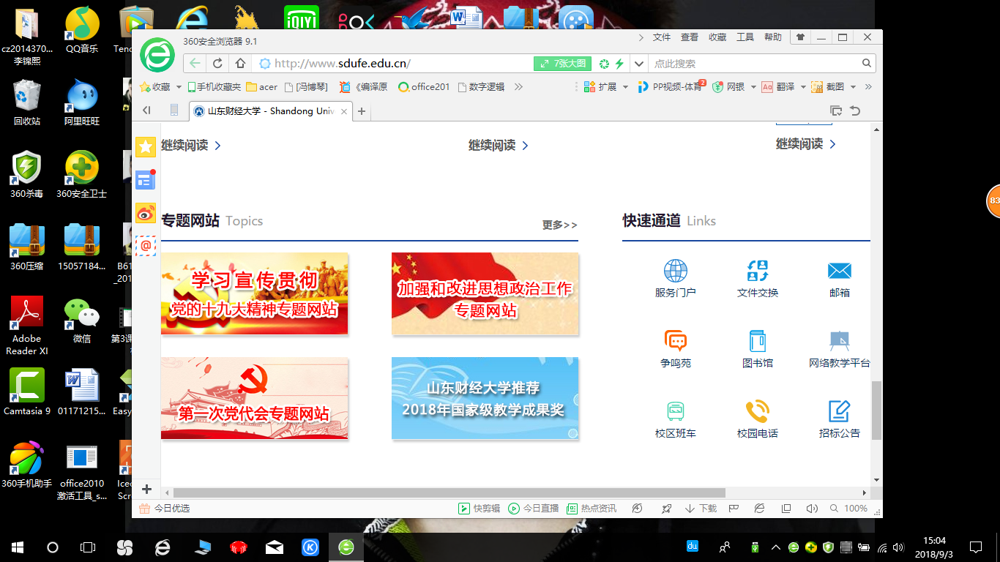 cz2014370...
李锦熙
QQ音乐
Tenc
iQIYI
回收站
阿里旺旺
360杀毒
360安全卫士
360压缩
15057184...
B61
_201
Adobe
Reader XI
微信
第3课
Camtasia 9
01171215...
Easy
360手机助手
office2010
激活工具_s...
Icec
Scr
360安全浏览器 9.1
文件
查看
收藏
工具
帮助
http://www.sdufe.edu.cn/
7张大图
点此搜索
收藏
手机收藏夹
acer
[冯博琴]
《编译原
office201
数字逻辑
扩展
PP视频-体育
2
网银
翻译
截图
山东财经大学 - Shandong Univ
继续阅读
继续阅读
继续阅读
专题网站 Topics
更多>>
快速通道 Links
学习宣传贯彻
党的十九大精神专题网站
加强和改进思想政治工作
专题网站
第一次党代会专题网站
山东财经大学推荐
2018年国家级教学成果奖
服务门户
文件交换
邮箱
争鸣苑
图书馆
网络教学平台
校区班车
校园电话
招标公告
83
今日优选
快剪辑
今日直播
热点资讯
下载
100%
du
15:04
2018/9/3